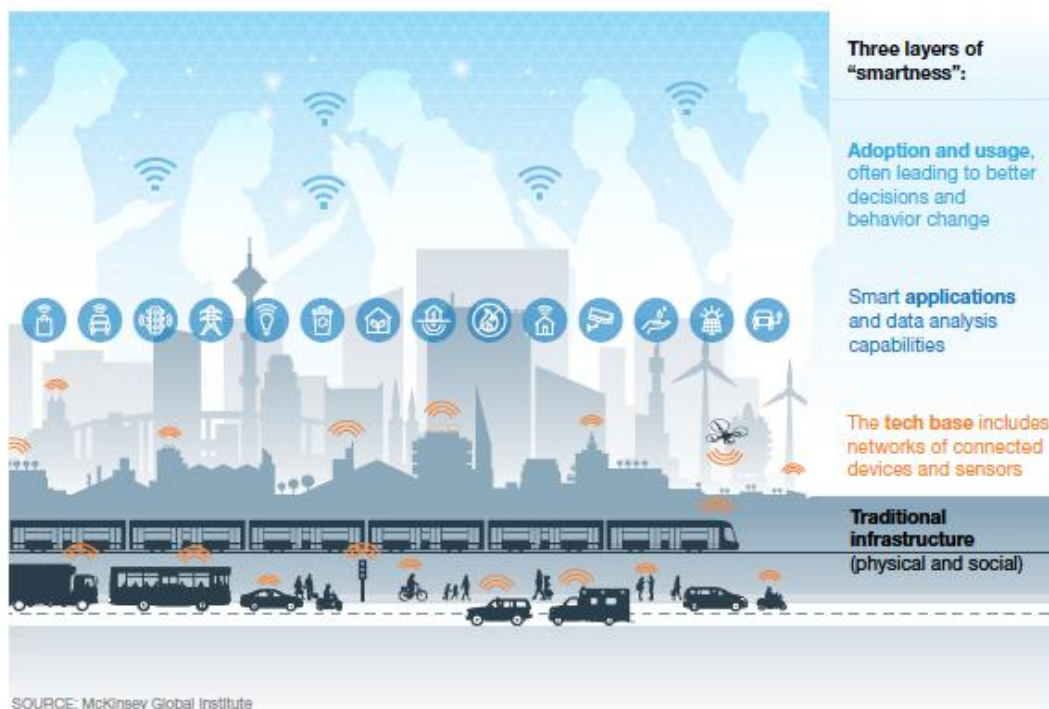 Three layers of
“smartness”:
Adoption and usage,
often leading to better
decisions and
behavior change
Smart applications
and data analysis
capabilities
The tech base includes
networks of connected
devices and sensors
Traditional
infrastructure
(physical and social)
SOURCE: McKinsey Global Institute